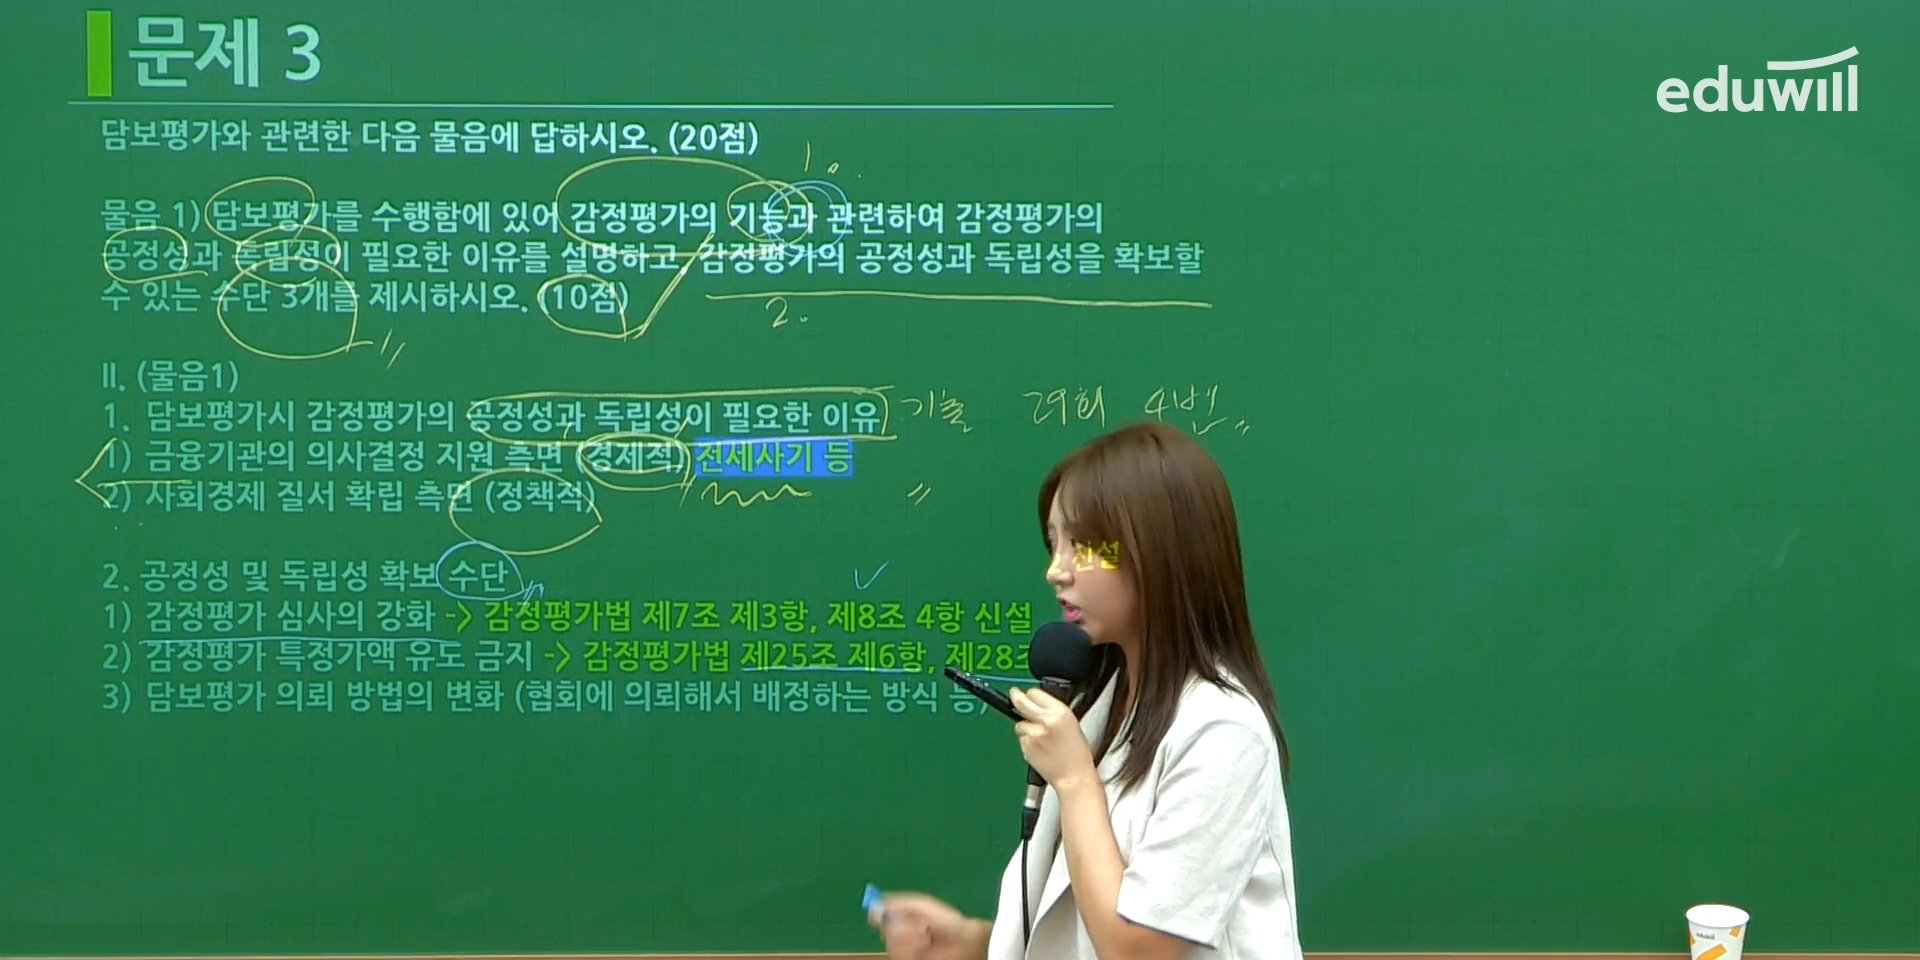 문제 3
eduwill
담보평가와 관련한 다음 물음에 답하시오. (20점)
1.
물음 1) 담보평가를 수행함에 있어 감정평가의 기능과 관련하여 감정평가의
공정성과 독립성이 필요한 이유를 설명하고, 감정평가의 공정성과 독립성을 확보할
수 있는 수단 3개를 제시하시오. (10점)
2.
II. (물음1)
1. 담보평가시 감정평가의 공정성과 독립성이 필요한 이유 기능 29회 4번
1) 금융기관의 의사결정 지원 측면 (경제적) 전세사기 등
2) 사회경제 질서 확립 측면 (정책적)
2. 공정성 및 독립성 확보 수단
1) 감정평가 심사의 강화 -> 감정평가법 제7조 제3항, 제8조 4항 신설
2) 감정평가 특정가액 유도 금지 -> 감정평가법 제25조 제6항, 제28조 신설
3) 담보평가 의뢰 방법의 변화 (협회에 의뢰해서 배정하는 방식 등)
eduwill